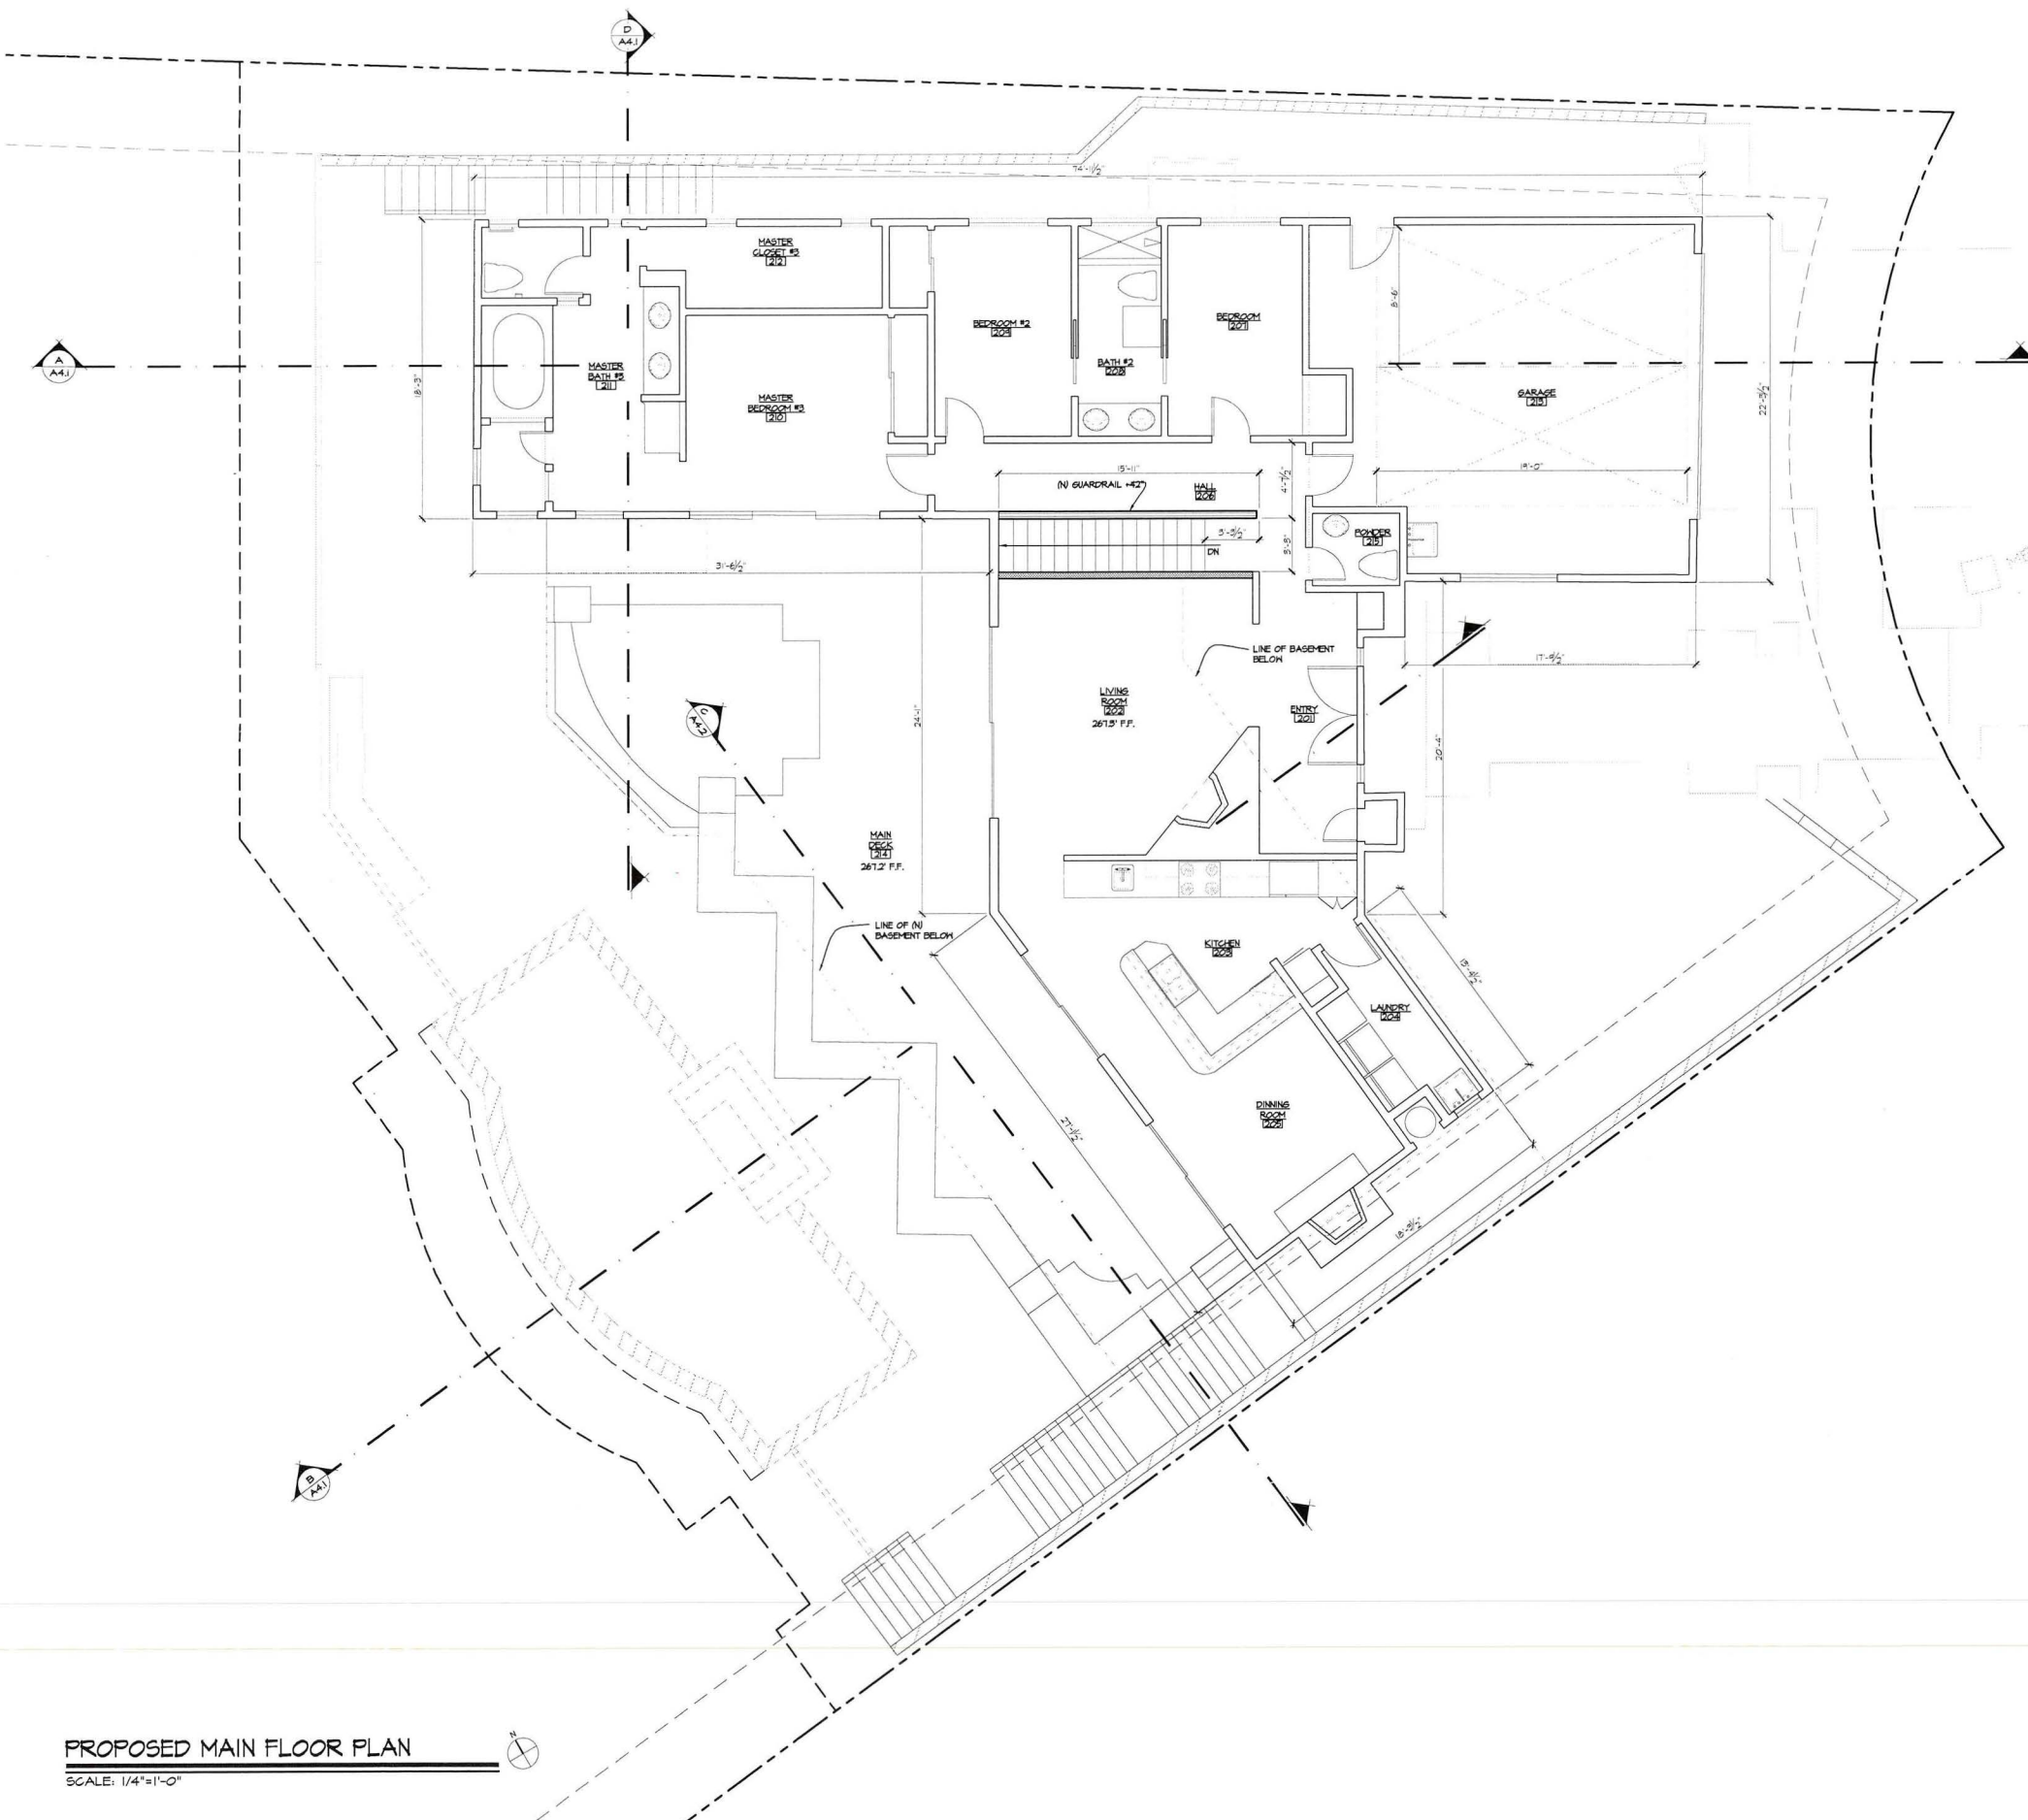 D
A4.1
74'-1 1/2"
MASTER
CLOSET #3
212
BEDROOM #2
209
BEDROOM
207
8'-6"
A
A4.1
MASTER
BATH #3
211
18'-3"
MASTER
BEDROOM #3
210
BATH #2
208
GARAGE
213
22'-3 1/2"
15'-11"
(N) GUARDRAIL +42"
HALL
206
4'-7 1/2"
19'-0"
3'-3 1/2"
DN
POWDER
31'-6 1/2"
LINE OF BASEMENT
BELOW
17'-9 1/2"
LIVING
ROOM
202
267.3' F.F.
ENTRY
201
24'-1"
C
A4.2
20'-4"
MAIN
DECK
214
267.2' F.F.
LINE OF (N)
BASEMENT BELOW
KITCHEN
203
LAUNDRY
204
DINNING
ROOM
205
B
A4.1
PROPOSED MAIN FLOOR PLAN
N
SCALE: 1/4"=1'-0"